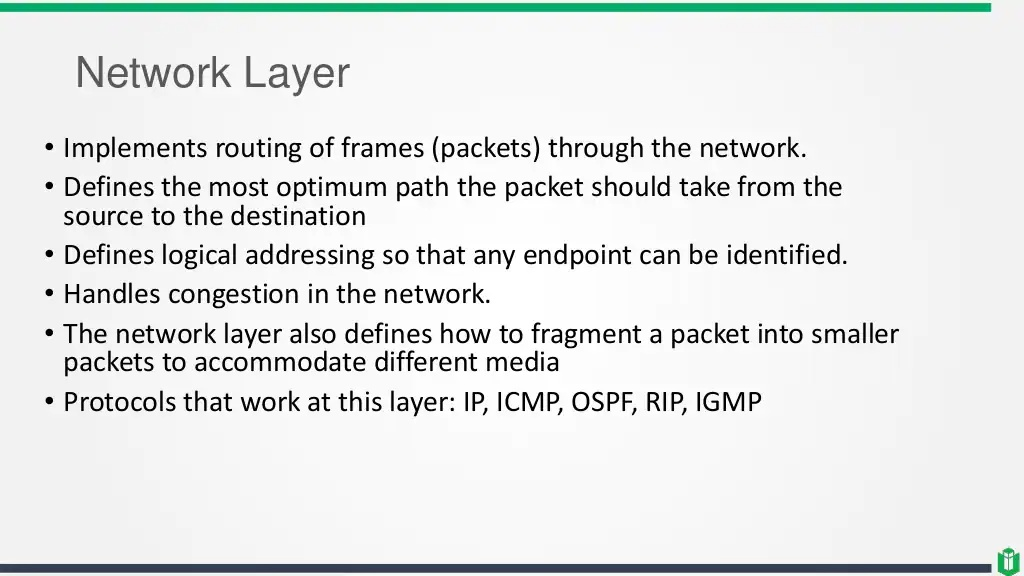 Network Layer
• Implements routing of frames (packets) through the network.
• Defines the most optimum path the packet should take from the
source to the destination
• Defines logical addressing so that any endpoint can be identified.
• Handles congestion in the network.
• The network layer also defines how to fragment a packet into smaller
packets to accommodate different media
• Protocols that work at this layer: IP, ICMP, OSPF, RIP, IGMP